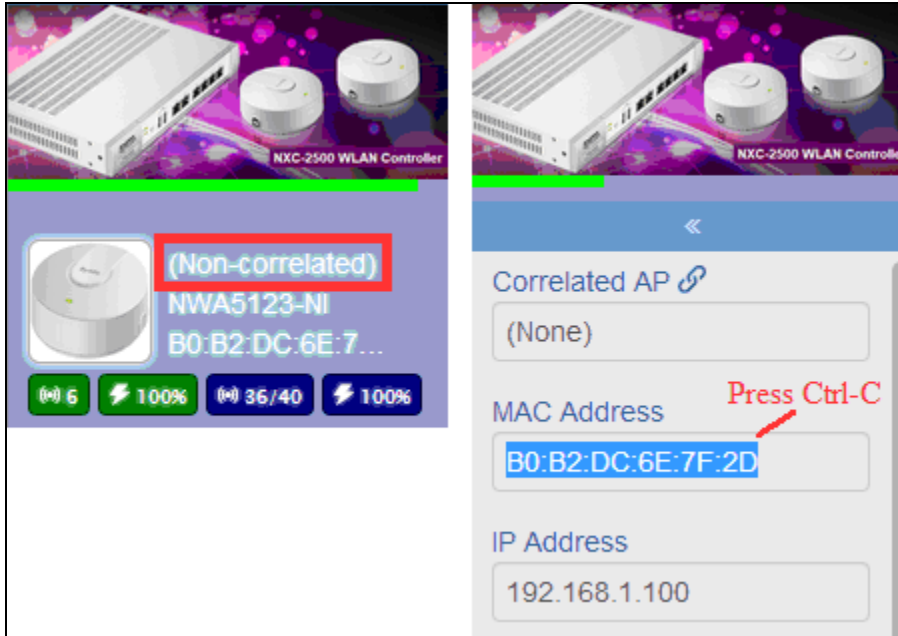 NXC-2500 WLAN Controller
(Non-correlated)
NWA5123-NI
B0:B2:DC:6E:7...
6
100%
36/40
100%
NXC-2500 WLAN Controlle
«
Correlated AP
(None)
MAC Address
Press Ctrl-C
B0:B2:DC:6E:7F:2D
IP Address
192.168.1.100